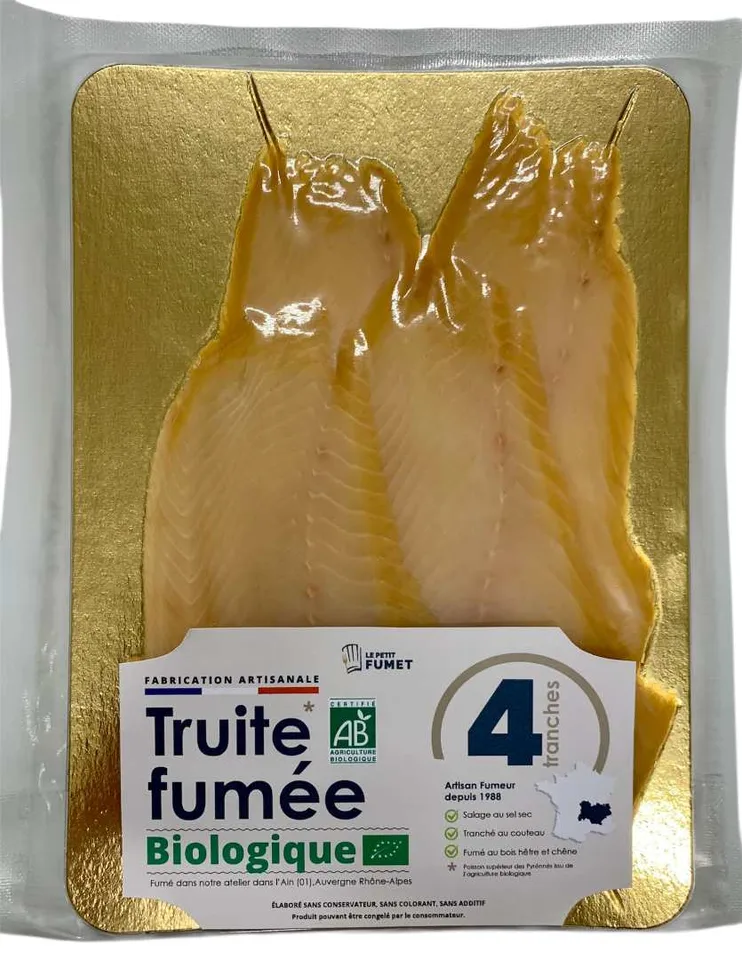 LE PETIT
FUMET
FABRICATION ARTISANALE
Truite*
fumée
Biologique
CERTIFIÉ
AB
AGRICULTURE
BIOLOGIQUE
Fumé dans notre atelier dans l'Ain (01),Auvergne Rhône-Alpes
4
tranches
Artisan Fumeur
depuis 1988
Salage au sel sec
Tranché au couteau
Fumé au bois hêtre et chêne
* Poisson supérieur des Pyrénnés issu de
l'agriculture biologique
ÉLABORÉ SANS CONSERVATEUR, SANS COLORANT, SANS ADDITIF
Produit pouvant être congelé par le consommateur.